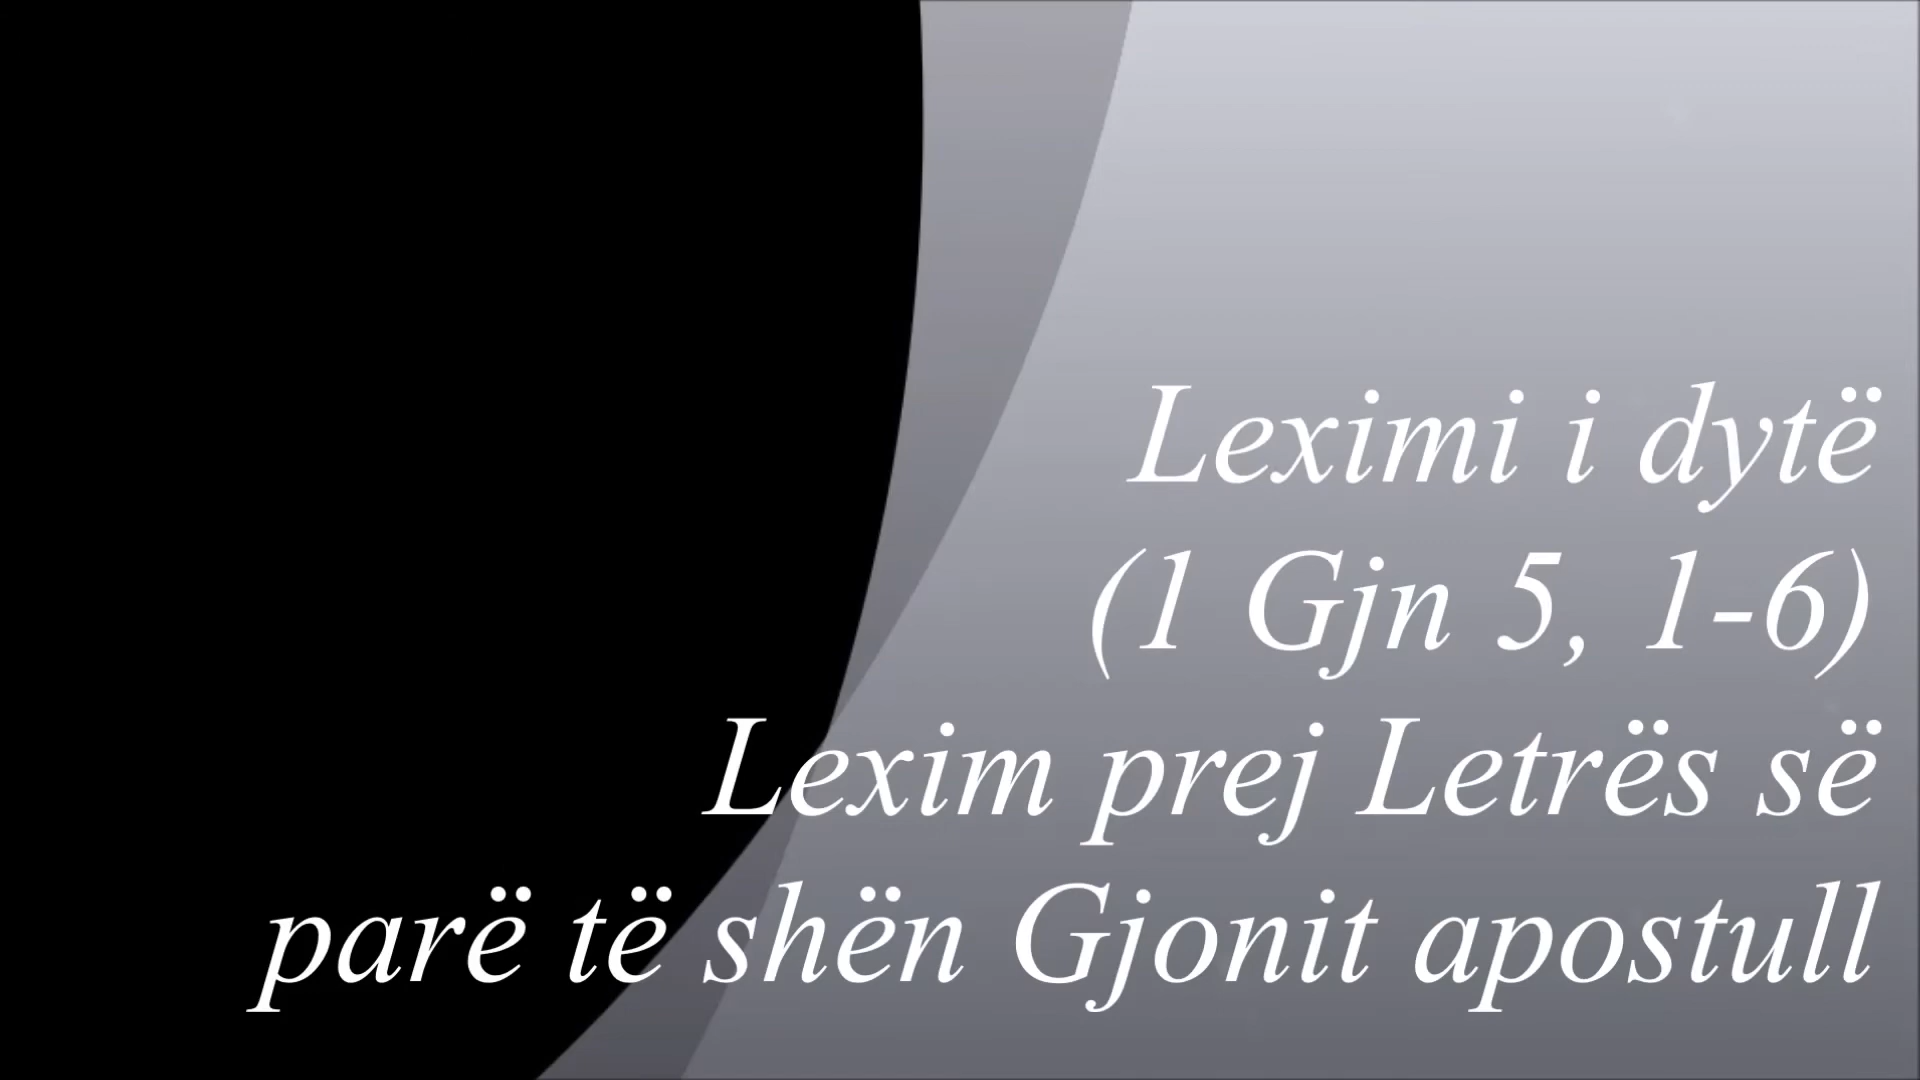 Leximi i dytë
(1 Gjn 5, 1-6)
Lexim prej Letrës së
parë të shën Gjonit apostull